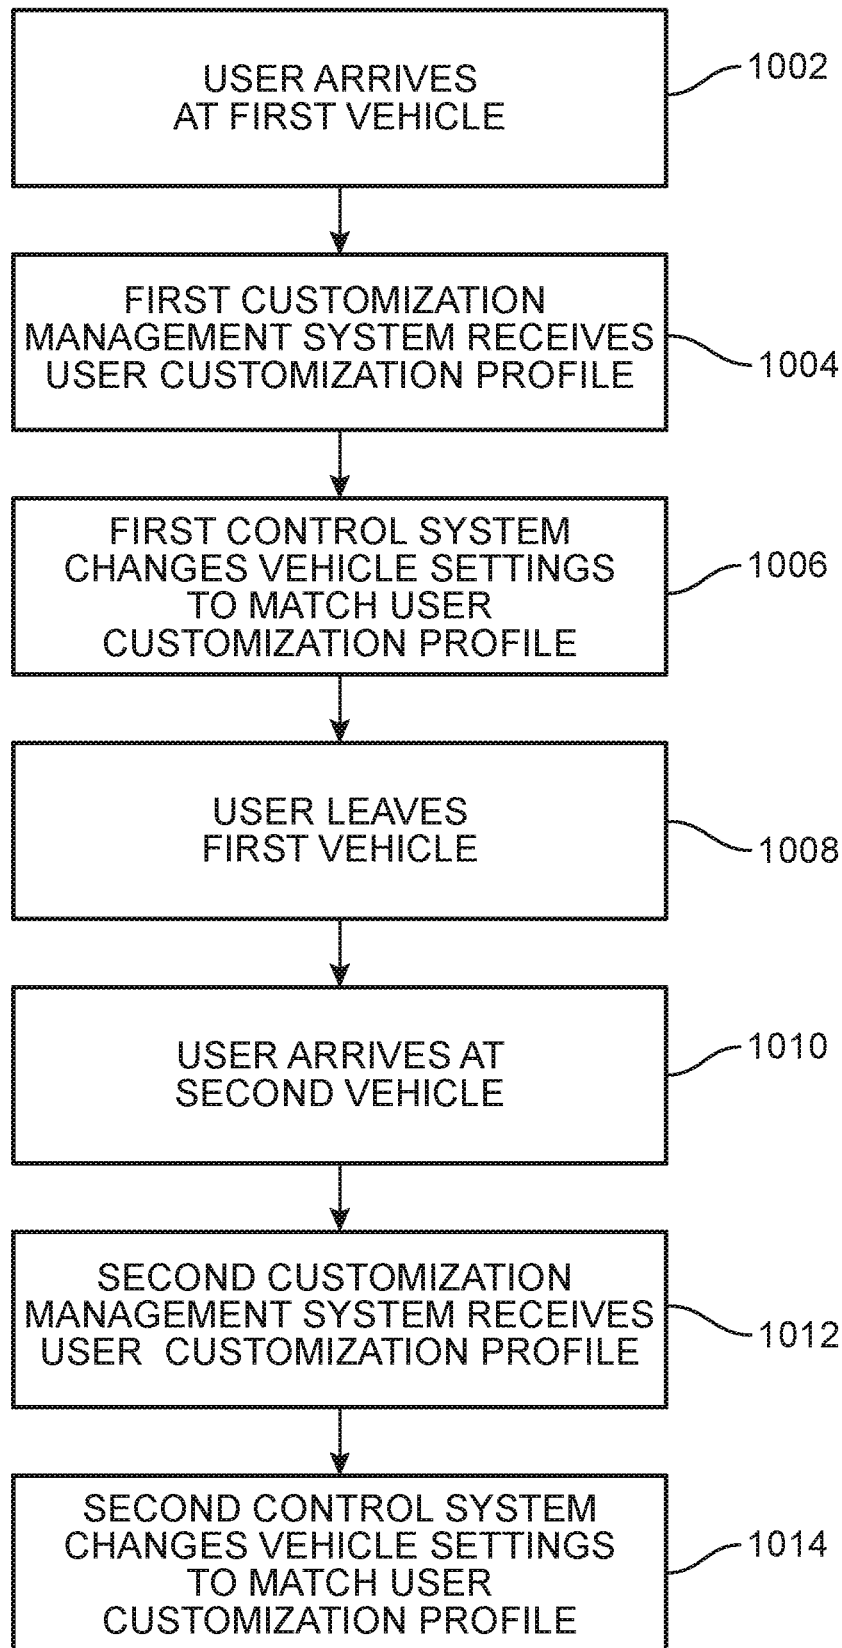 USER ARRIVES
AT FIRST VEHICLE
1002
FIRST CUSTOMIZATION
MANAGEMENT SYSTEM RECEIVES
USER CUSTOMIZATION PROFILE
1004
FIRST CONTROL SYSTEM
CHANGES VEHICLE SETTINGS
TO MATCH USER
CUSTOMIZATION PROFILE
1006
USER LEAVES
FIRST VEHICLE
1008
USER ARRIVES AT
SECOND VEHICLE
1010
SECOND CUSTOMIZATION
MANAGEMENT SYSTEM RECEIVES
USER CUSTOMIZATION PROFILE
1012
SECOND CONTROL SYSTEM
CHANGES VEHICLE SETTINGS
TO MATCH USER
CUSTOMIZATION PROFILE
1014